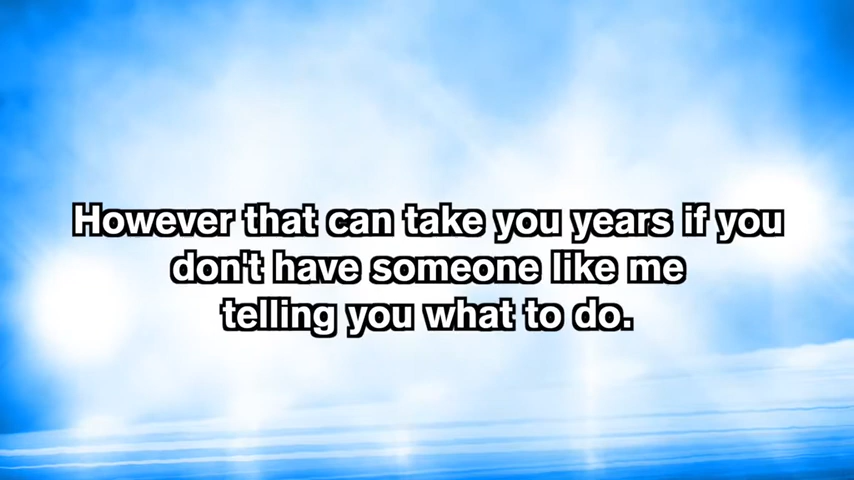 However that can take you years if you
don't have someone like me
telling you what to do.